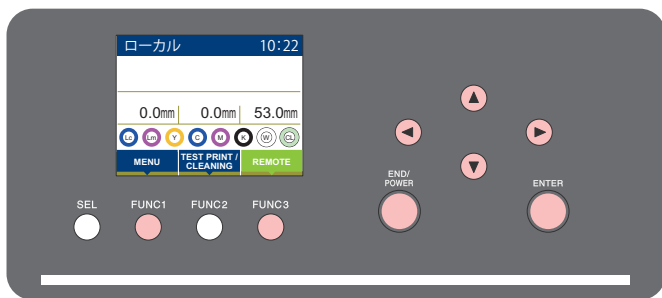 ローカル 10:22
0.0mm 0.0mm 53.0mm
Lc Lm Y C M K W CL
MENU TEST PRINT / CLEANING REMOTE
END/
POWER
ENTER
SEL FUNC1 FUNC2 FUNC3